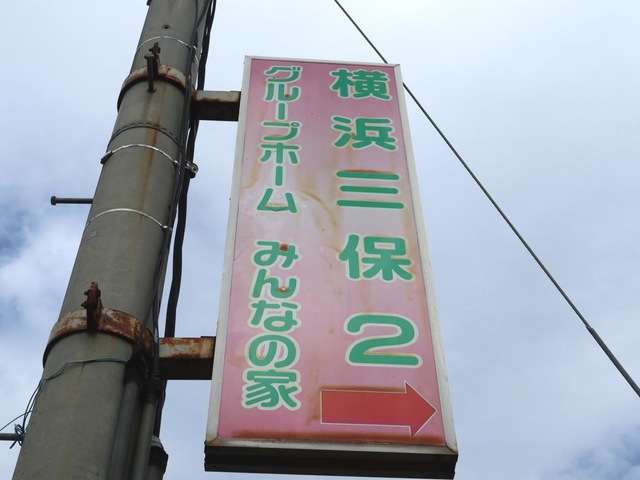 横浜三保2
グループホーム みんなの家